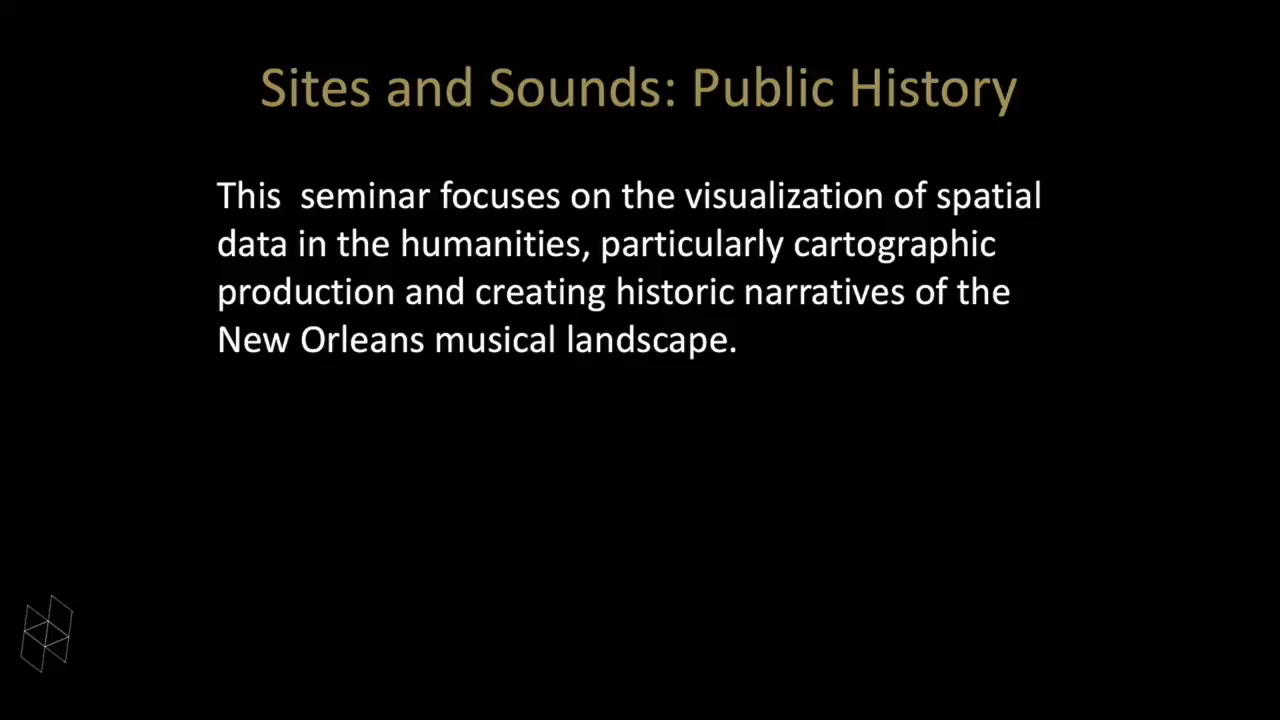 Sites and Sounds: Public History
This  seminar focuses on the visualization of spatial
data in the humanities, particularly cartographic
production and creating historic narratives of the
New Orleans musical landscape.